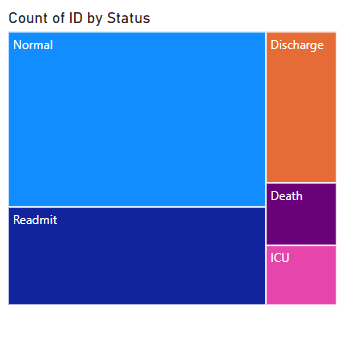 Count of ID by Status
Normal
Discharge
Death
Readmit
ICU